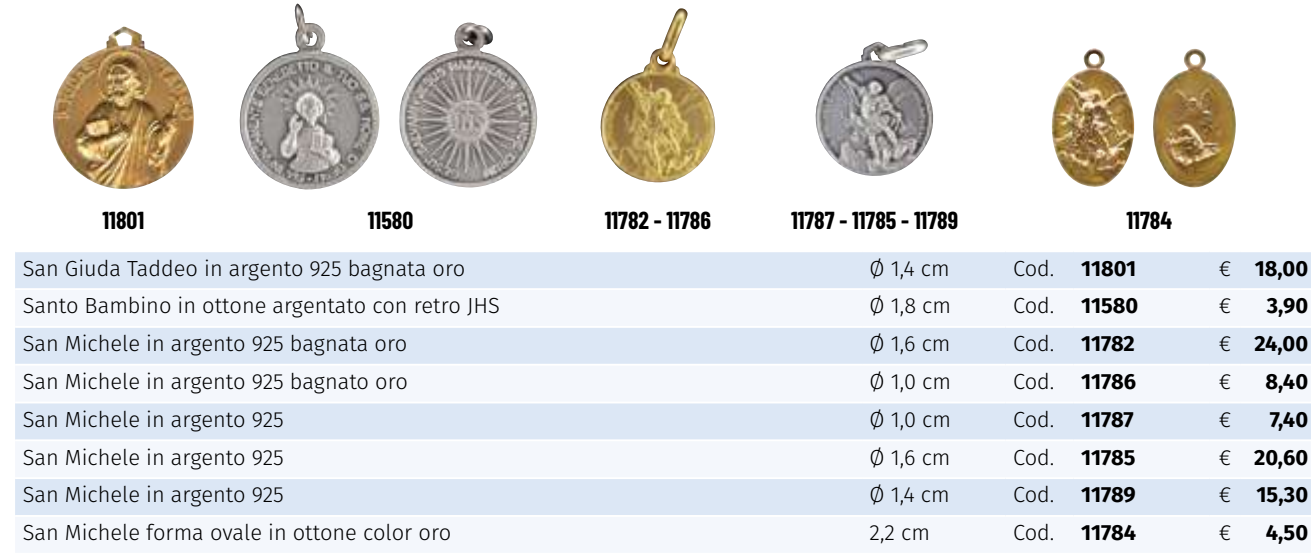 11801
11580
11782 - 11786
11787 - 11785 - 11789
11784
San Giuda Taddeo in argento 925 bagnata oro Ø 1,4 cm Cod. 11801 € 18,00
Santo Bambino in ottone argentato con retro JHS Ø 1,8 cm Cod. 11580 € 3,90
San Michele in argento 925 bagnata oro Ø 1,6 cm Cod. 11782 € 24,00
San Michele in argento 925 bagnato oro Ø 1,0 cm Cod. 11786 € 8,40
San Michele in argento 925 Ø 1,0 cm Cod. 11787 € 7,40
San Michele in argento 925 Ø 1,6 cm Cod. 11785 € 20,60
San Michele in argento 925 Ø 1,4 cm Cod. 11789 € 15,30
San Michele forma ovale in ottone color oro 2,2 cm Cod. 11784 € 4,50